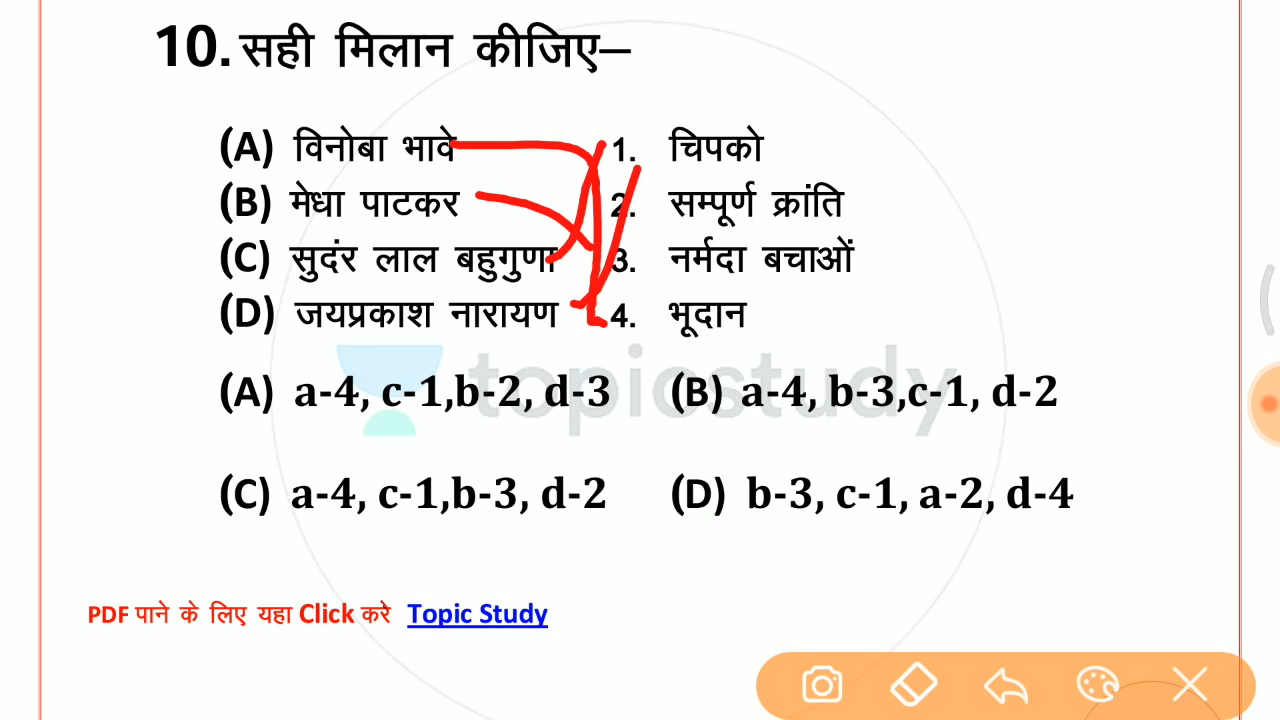 10. सही मिलान कीजिए–
(A) विनोबा भावे 1. चिपको
(B) मेधा पाटकर 2. सम्पूर्ण क्रांति
(C) सुदंर लाल बहुगुणा 3. नर्मदा बचाओं
(D) जयप्रकाश नारायण 4. भूदान
topicstudy
(A) a-4, c-1,b-2, d-3 (B) a-4, b-3,c-1, d-2
(C) a-4, c-1,b-3, d-2 (D) b-3, c-1, a-2, d-4
PDF पाने के लिए यहा Click करे Topic Study